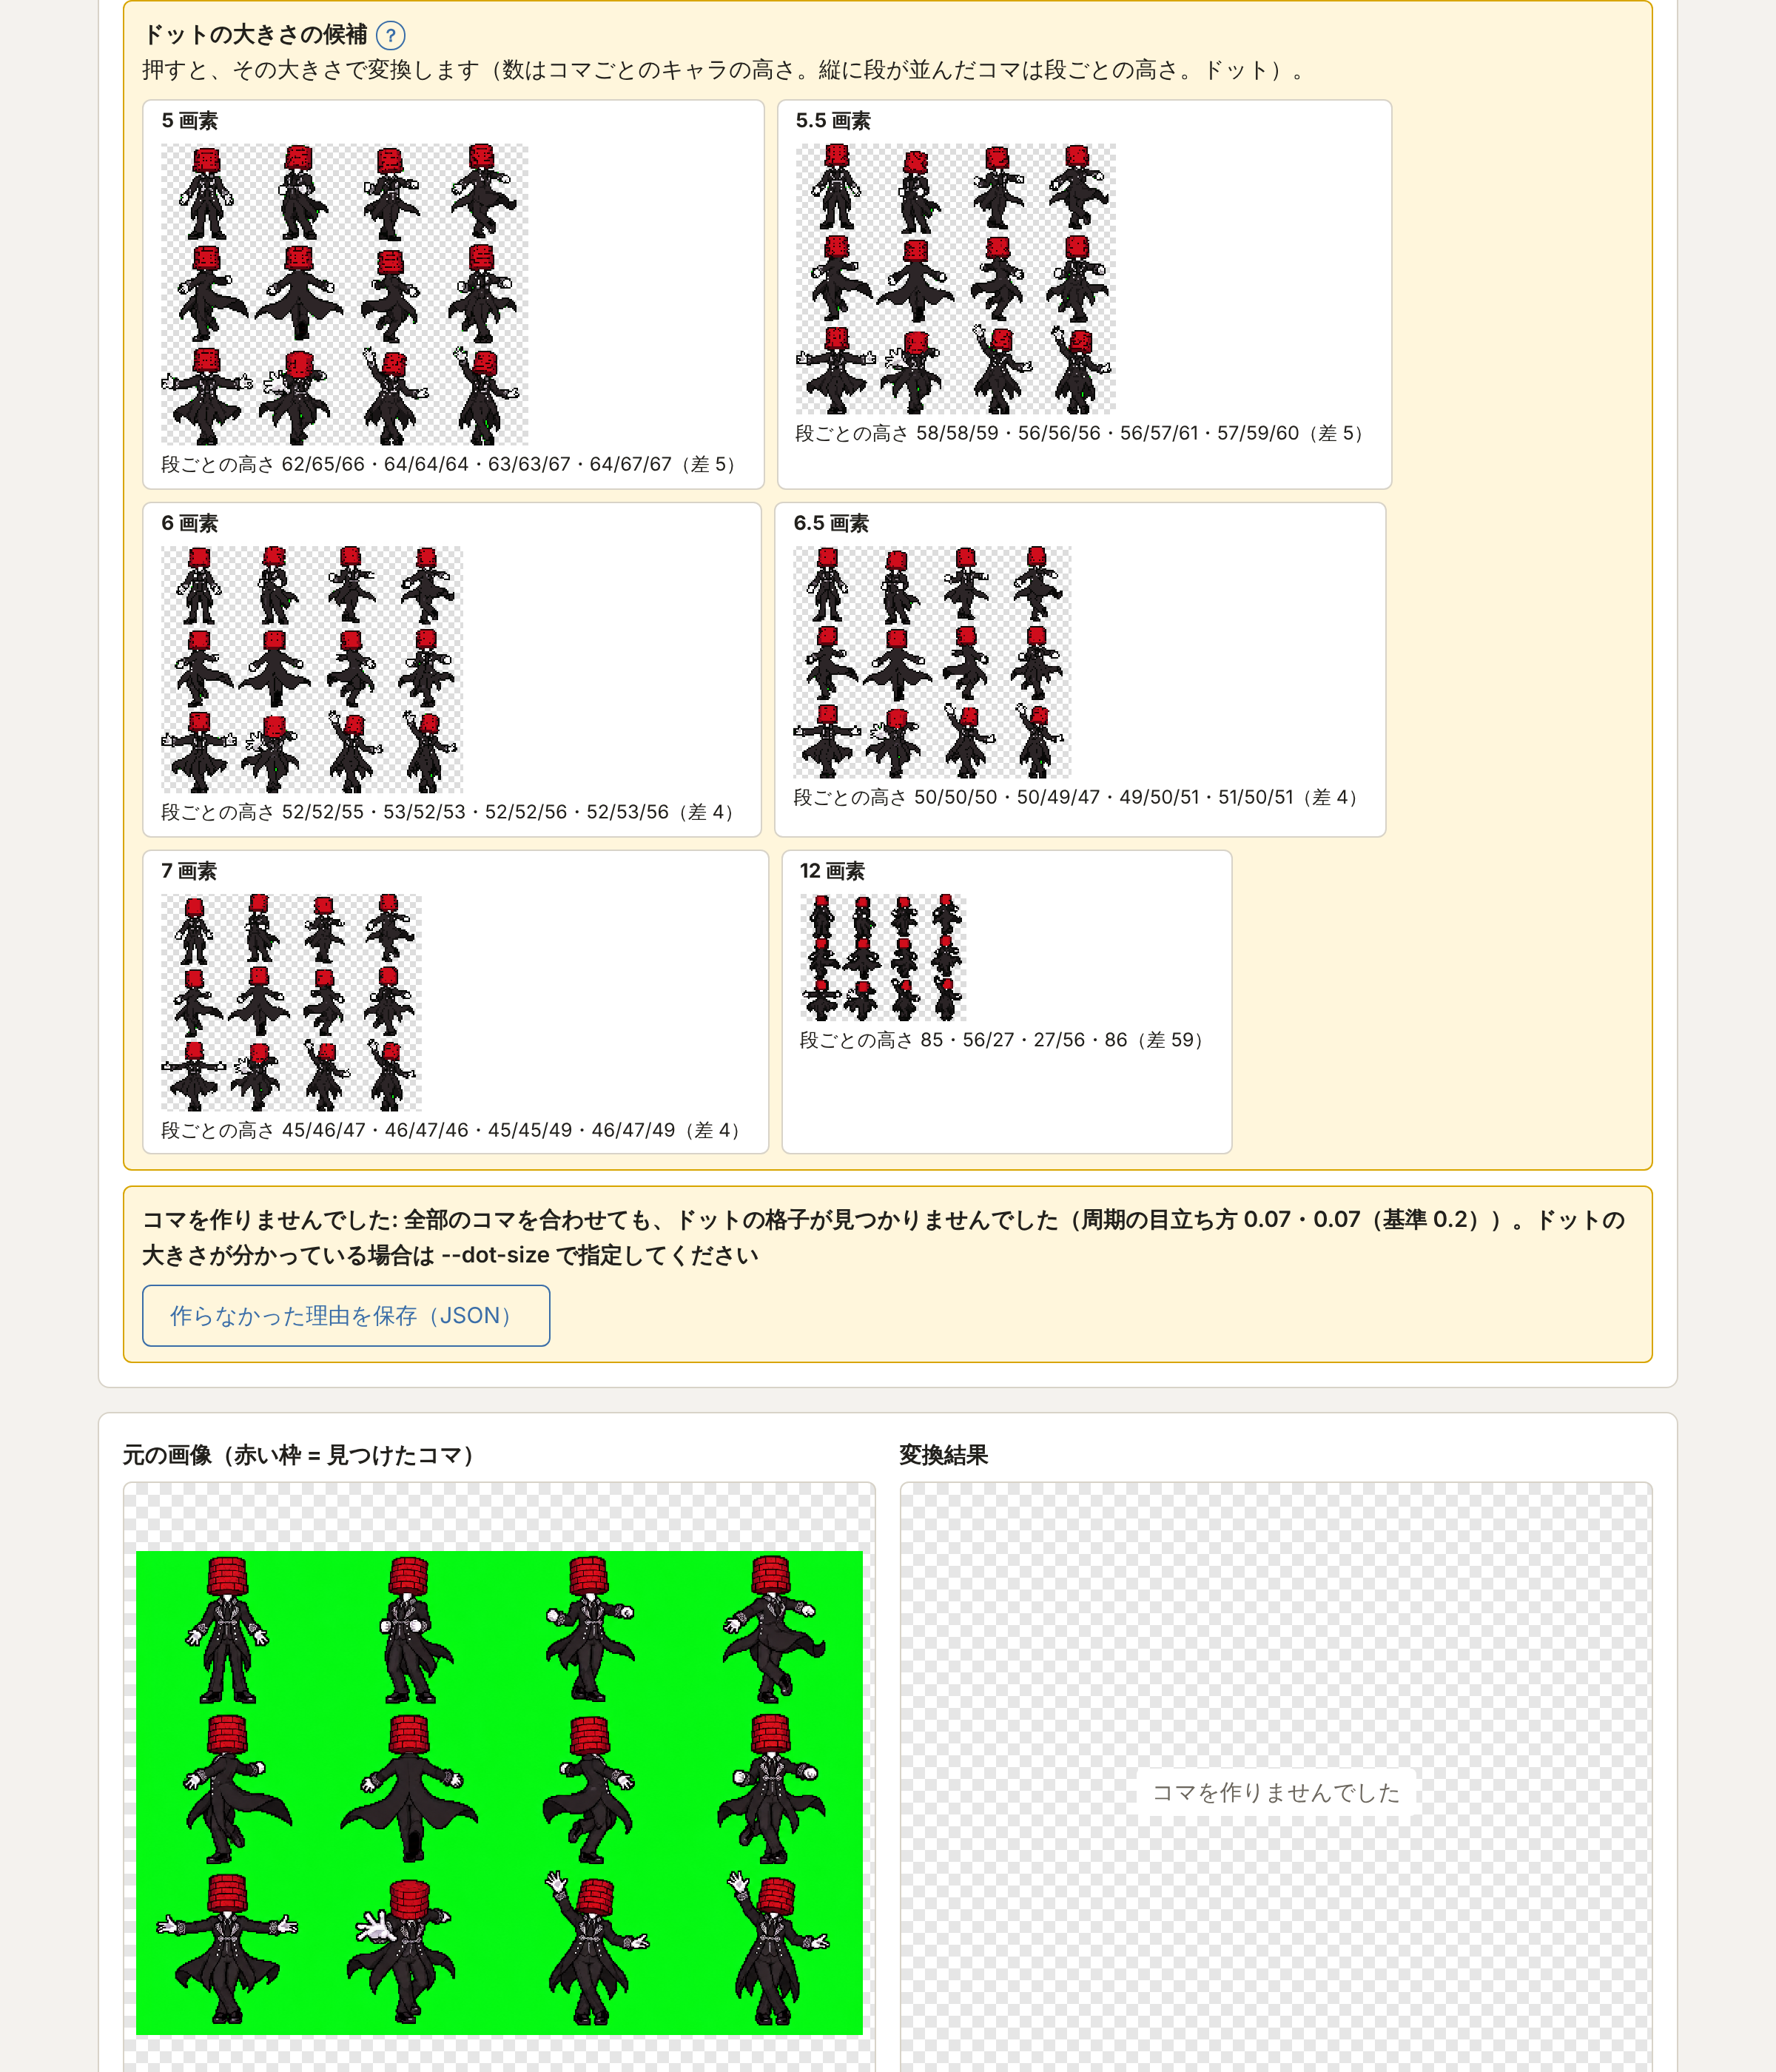 ドットの大きさの候補 ?
押すと、その大きさで変換します（数はコマごとのキャラの高さ。縦に段が並んだコマは段ごとの高さ。ドット）。
5 画素
段ごとの高さ 62/65/66・64/64/64・63/63/67・64/67/67（差 5）
5.5 画素
段ごとの高さ 58/58/59・56/56/56・56/57/61・57/59/60（差 5）
6 画素
段ごとの高さ 52/52/55・53/52/53・52/52/56・52/53/56（差 4）
6.5 画素
段ごとの高さ 50/50/50・50/49/47・49/50/51・51/50/51（差 4）
7 画素
段ごとの高さ 45/46/47・46/47/46・45/45/49・46/47/49（差 4）
12 画素
段ごとの高さ 85・56/27・27/56・86（差 59）
コマを作りませんでした: 全部のコマを合わせても、ドットの格子が見つかりませんでした（周期の目立ち方 0.07・0.07（基準 0.2））。ドットの
大きさが分かっている場合は --dot-size で指定してください
作らなかった理由を保存（JSON）
元の画像（赤い枠 = 見つけたコマ）
変換結果
コマを作りませんでした